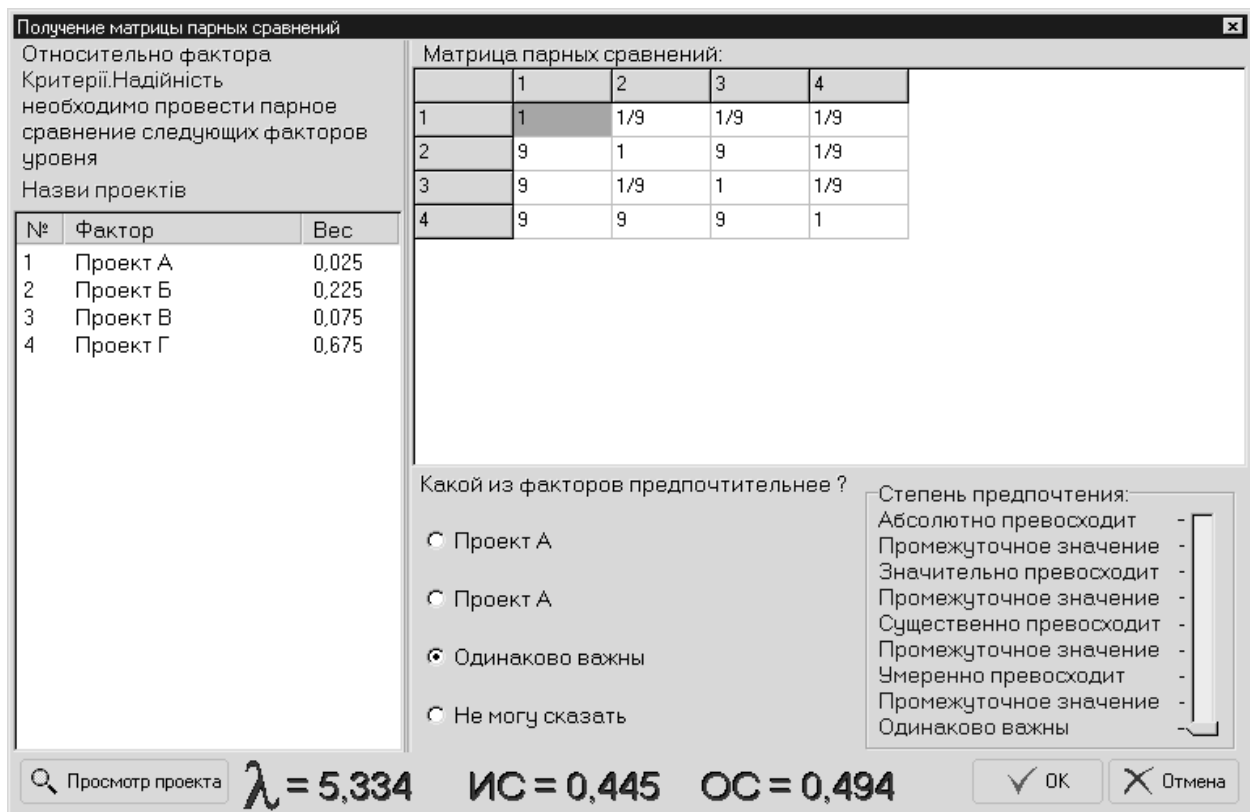 Получение матрицы парных сравнений
Относительно фактора
Критерії.Надійність
необходимо провести парное
сравнение следующих факторов
уровня
Назви проектів
№ Фактор Вес
1 Проект А 0,025
2 Проект Б 0,225
3 Проект В 0,075
4 Проект Г 0,675
Матрица парных сравнений:
1 2 3 4
1 1 1/9 1/9 1/9
2 9 1 9 1/9
3 9 1/9 1 1/9
4 9 9 9 1
Какой из факторов предпочтительнее ?
Проект А
Проект А
Одинаково важны
Не могу сказать
Степень предпочтения:
Абсолютно превосходит
Промежуточное значение
Значительно превосходит
Промежуточное значение
Существенно превосходит
Промежуточное значение
Умеренно превосходит
Промежуточное значение
Одинаково важны
Просмотр проекта λ = 5,334 ИС = 0,445 ОС = 0,494 OK Отмена